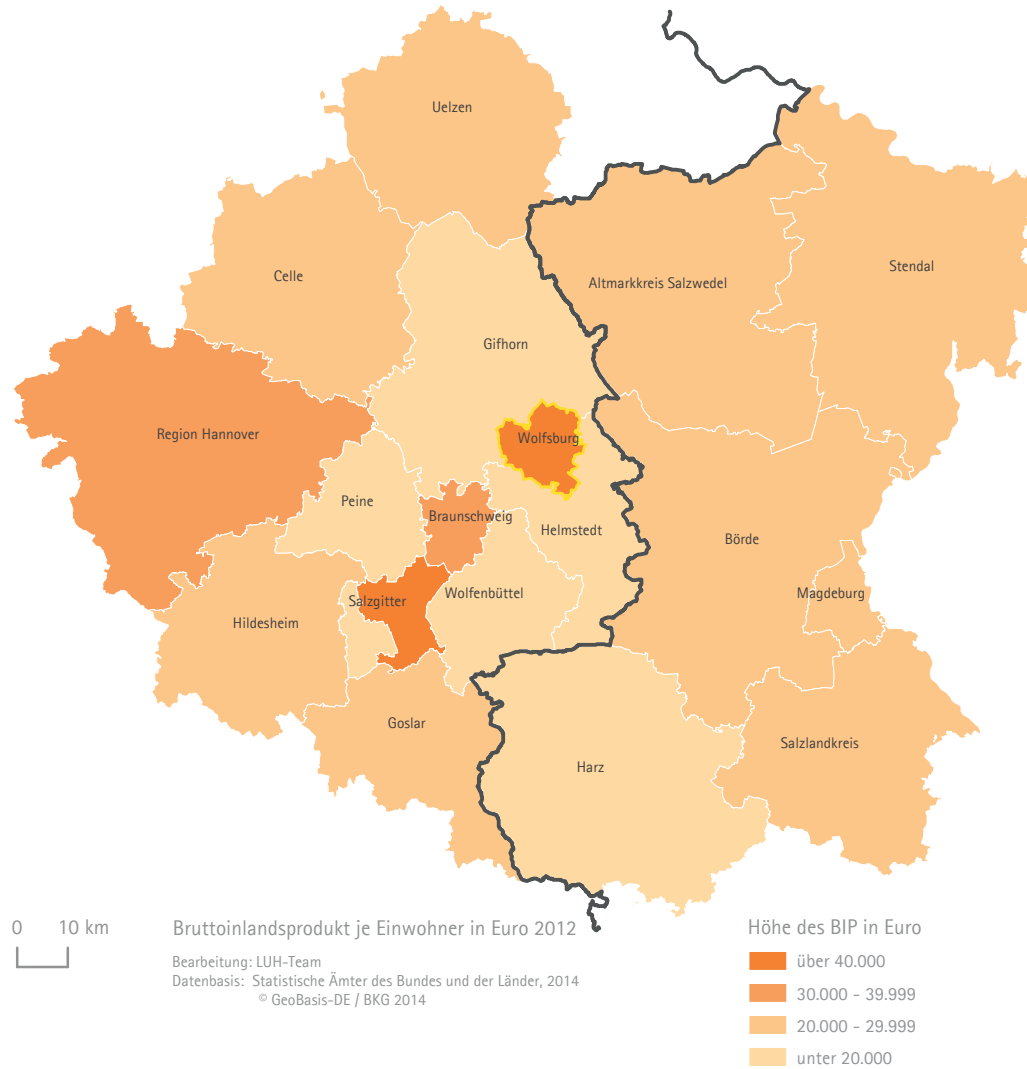 Uelzen
Celle
Altmarkkreis Salzwedel
Stendal
Gifhorn
Region Hannover
Wolfsburg
Peine
Braunschweig
Helmstedt
Börde
Salzgitter
Wolfenbüttel
Magdeburg
Hildesheim
Goslar
Harz
Salzlandkreis
0 10 km
Bruttoinlandsprodukt je Einwohner in Euro 2012
Bearbeitung: LUH-Team
Datenbasis: Statistische Ämter des Bundes und der Länder, 2014
© GeoBasis-DE / BKG 2014
Höhe des BIP in Euro
über 40.000
30.000 - 39.999
20.000 - 29.999
unter 20.000